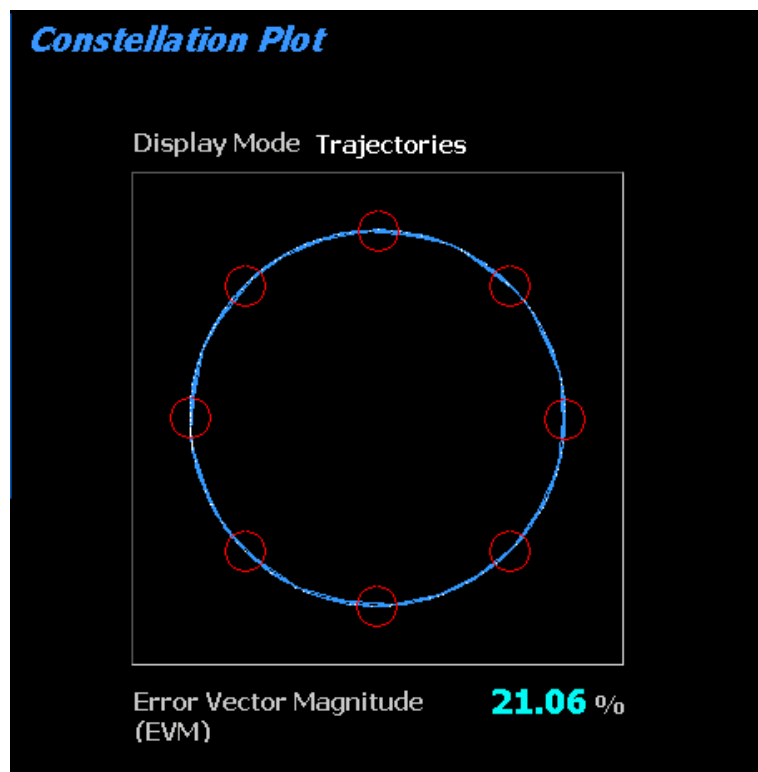 Constellation Plot
Display Mode Trajectories
Error Vector Magnitude 21.06 %
(EVM)